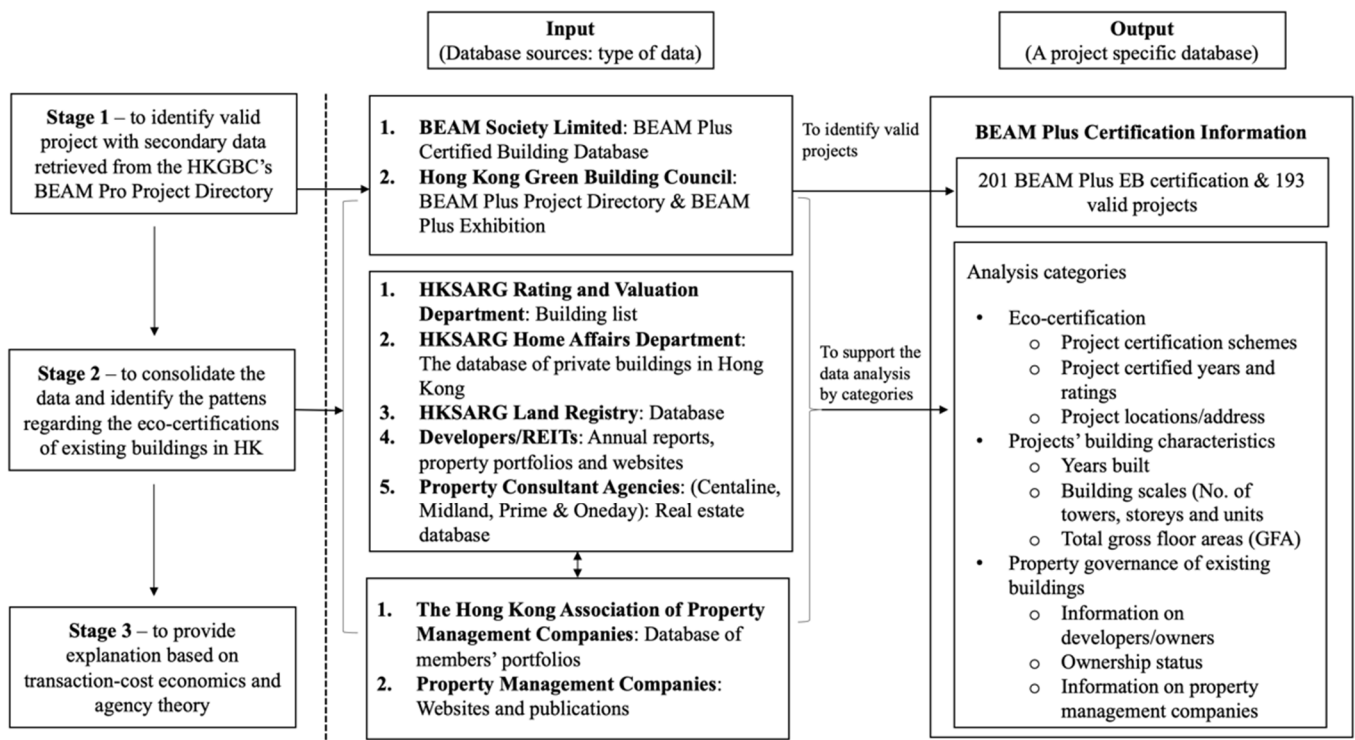 Input
(Database sources: type of data)
Output
(A project specific database)
Stage 1 – to identify valid
project with secondary data
retrieved from the HKGBC's
BEAM Pro Project Directory
Stage 2 – to consolidate the
data and identify the pattens
regarding the eco-certifications
of existing buildings in HK
Stage 3 – to provide
explanation based on
transaction-cost economics and
agency theory
1. BEAM Society Limited: BEAM Plus
Certified Building Database
2. Hong Kong Green Building Council:
BEAM Plus Project Directory & BEAM
Plus Exhibition
1. HKSARG Rating and Valuation
Department: Building list
2. HKSARG Home Affairs Department:
The database of private buildings in Hong
Kong
3. HKSARG Land Registry: Database
4. Developers/REITs: Annual reports,
property portfolios and websites
5. Property Consultant Agencies: (Centaline,
Midland, Prime & Oneday): Real estate
database
1. The Hong Kong Association of Property
Management Companies: Database of
members' portfolios
2. Property Management Companies:
Websites and publications
To identify valid
projects
To support the
data analysis
by categories
BEAM Plus Certification Information
201 BEAM Plus EB certification & 193
valid projects
Analysis categories
• Eco-certification
o Project certification schemes
o Project certified years and
ratings
o Project locations/address
• Projects' building characteristics
o Years built
o Building scales (No. of
towers, storeys and units
o Total gross floor areas (GFA)
• Property governance of existing
buildings
o Information on
developers/owners
o Ownership status
o Information on property
management companies